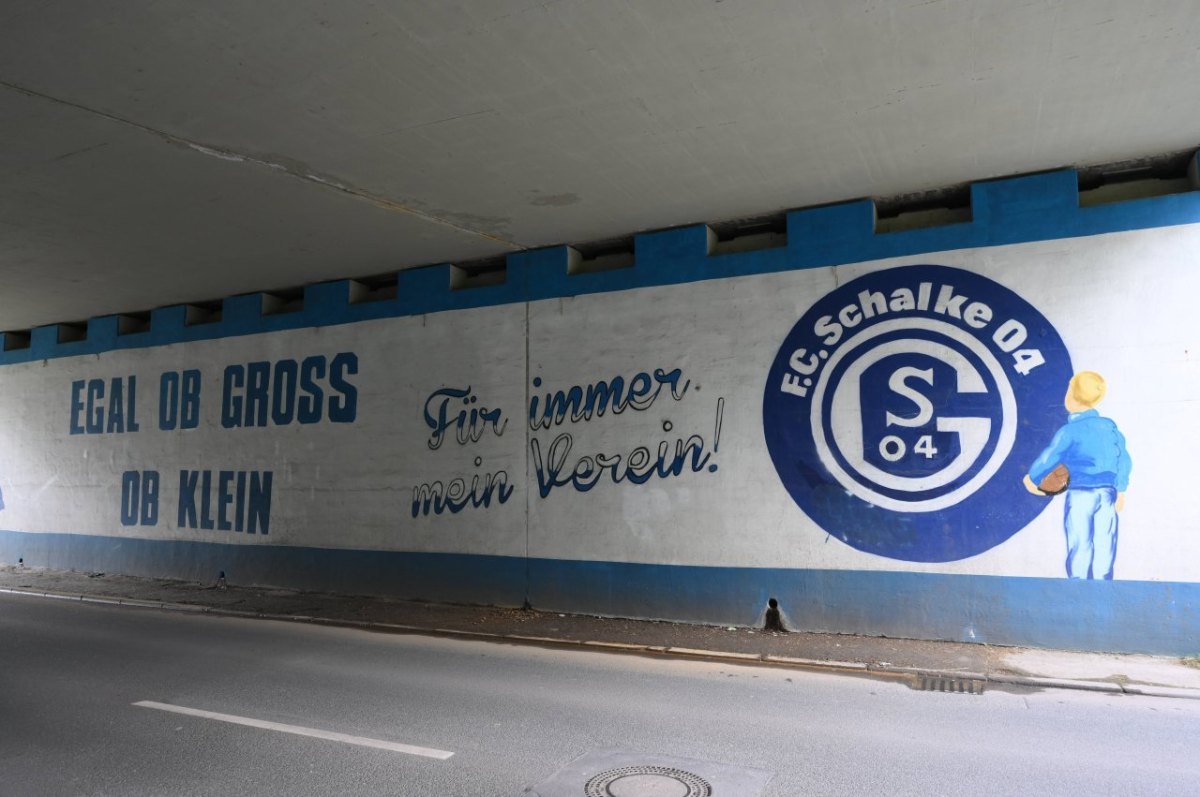 EGAL OB GROSS
OB KLEIN
Für immer
mein Verein!
F.C. Schalke 04
S G
04